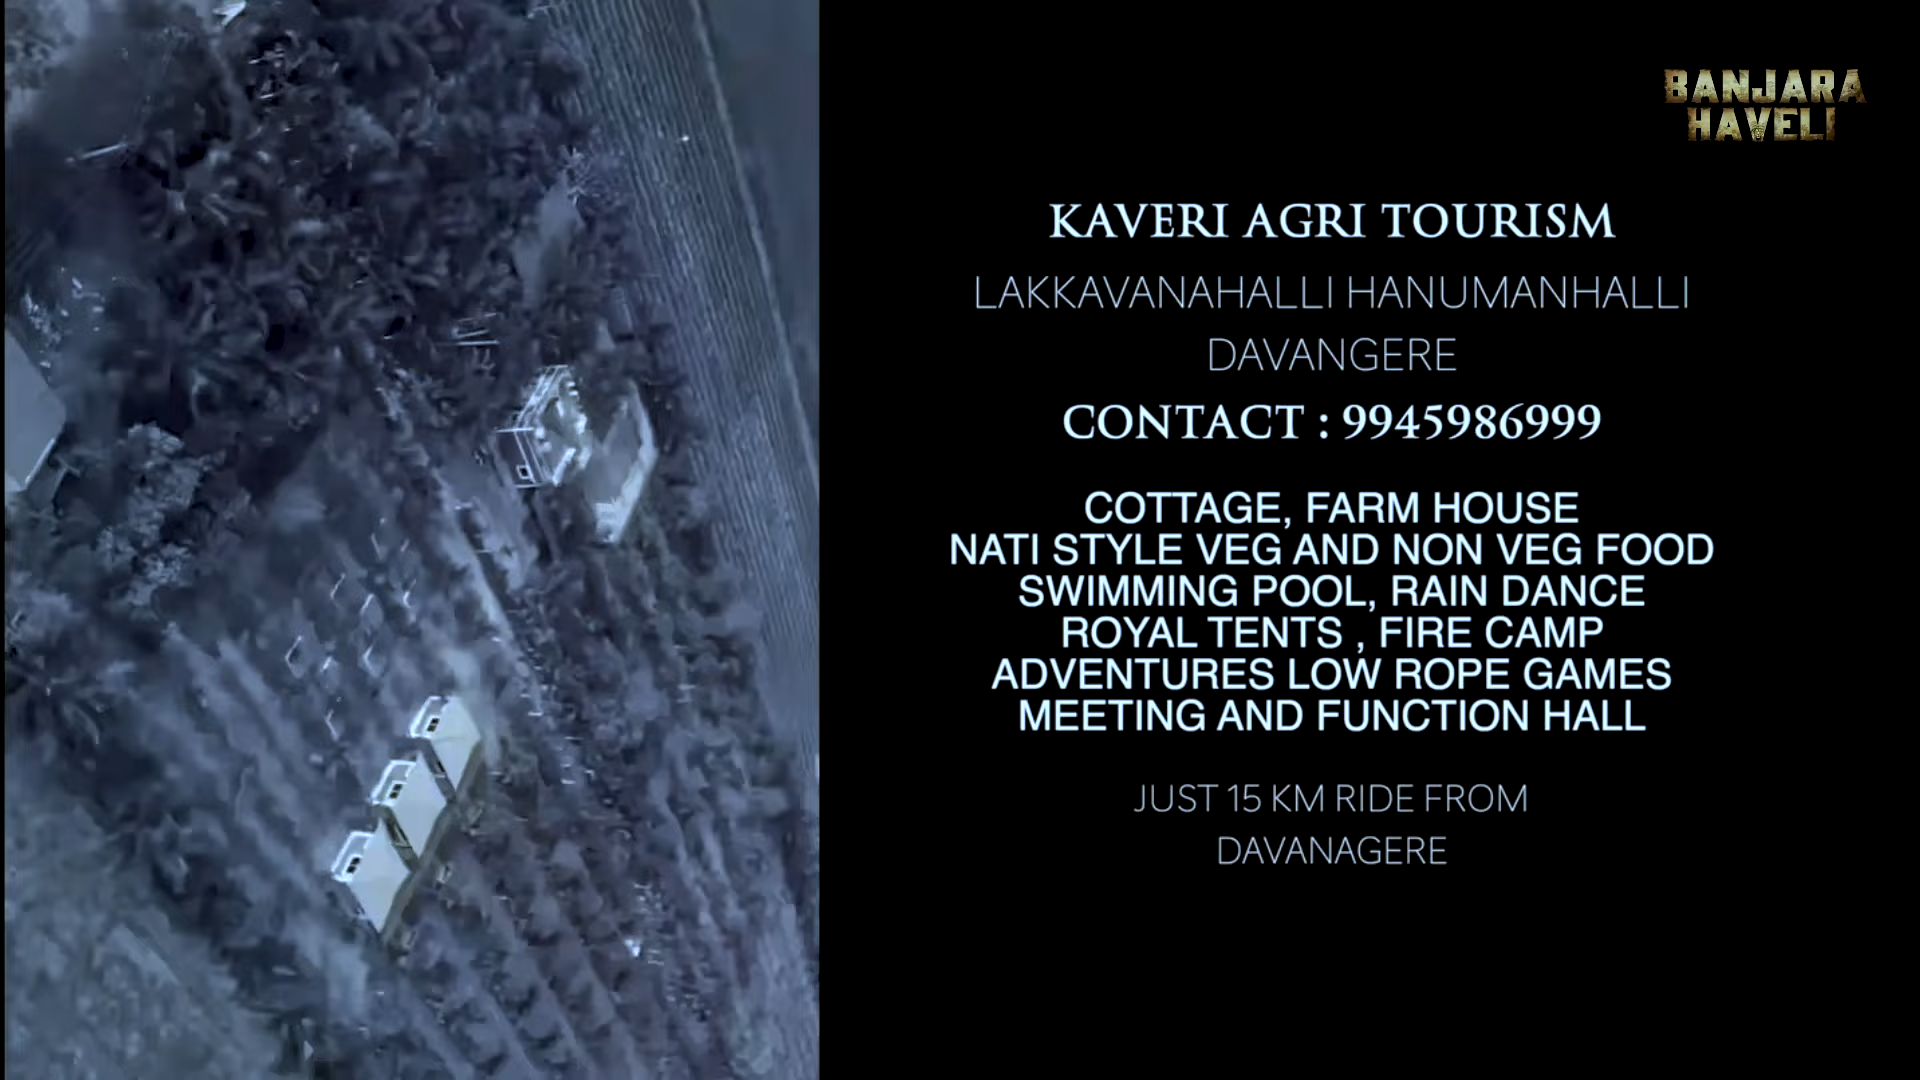 BANJARA
HAVELI
KAVERI AGRI TOURISM
LAKKAVANAHALLI HANUMANHALLI
DAVANGERE
CONTACT : 9945986999
COTTAGE, FARM HOUSE
NATI STYLE VEG AND NON VEG FOOD
SWIMMING POOL, RAIN DANCE
ROYAL TENTS , FIRE CAMP
ADVENTURES LOW ROPE GAMES
MEETING AND FUNCTION HALL
JUST 15 KM RIDE FROM
DAVANAGERE